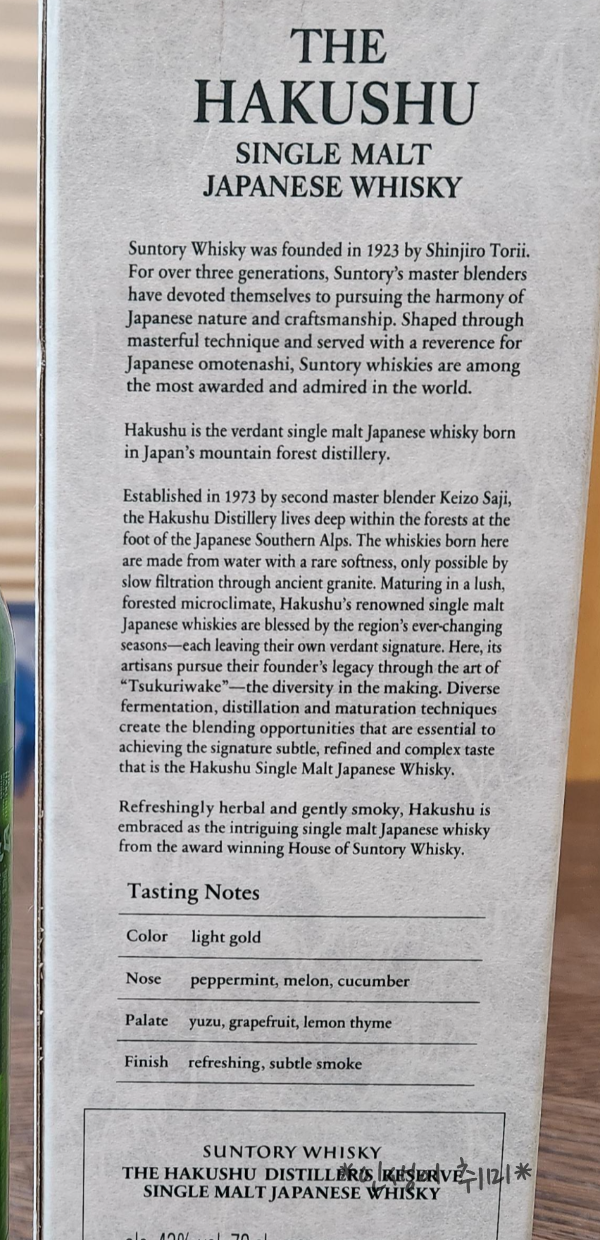 THE
HAKUSHU
SINGLE MALT
JAPANESE WHISKY
Suntory Whisky was founded in 1923 by Shinjiro Torii.
For over three generations, Suntory's master blenders
have devoted themselves to pursuing the harmony of
Japanese nature and craftsmanship. Shaped through
masterful technique and served with a reverence for
Japanese omotenashi, Suntory whiskies are among
the most awarded and admired in the world.
Hakushu is the verdant single malt Japanese whisky born
in Japan's mountain forest distillery.
Established in 1973 by second master blender Keizo Saji,
the Hakushu Distillery lives deep within the forests at the
foot of the Japanese Southern Alps. The whiskies born here
are made from water with a rare softness, only possible by
slow filtration through ancient granite. Maturing in a lush,
forested microclimate, Hakushu's renowned single malt
Japanese whiskies are blessed by the region's ever-changing
seasons—each leaving their own verdant signature. Here, its
artisans pursue their founder's legacy through the art of
“Tsukuriwake”—the diversity in the making. Diverse
fermentation, distillation and maturation techniques
create the blending opportunities that are essential to
achieving the signature subtle, refined and complex taste
that is the Hakushu Single Malt Japanese Whisky.
Refreshingly herbal and gently smoky, Hakushu is
embraced as the intriguing single malt Japanese whisky
from the award winning House of Suntory Whisky.
Tasting Notes
Color light gold
Nose peppermint, melon, cucumber
Palate yuzu, grapefruit, lemon thyme
Finish refreshing, subtle smoke
SUNTORY WHISKY
THE HAKUSHU DISTILLER'S RESERVE
SINGLE MALT JAPANESE WHISKY
취미*